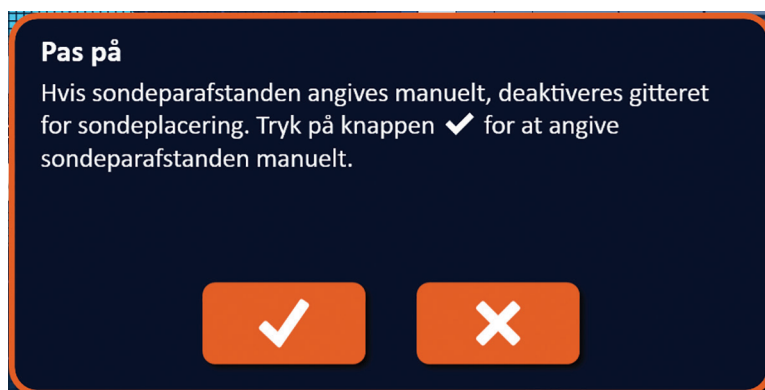 Pas på
Hvis sondeparafstanden angives manuelt, deaktiveres gitteret
for sondeplacering. Tryk på knappen ✔ for at angive
sondeparafstanden manuelt.